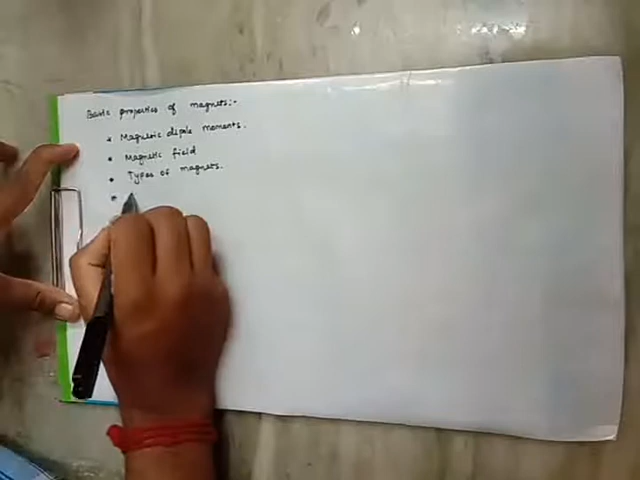 Basic properties of magnets:-
• Magnetic dipole moments.
• Magnetic field
• Types of magnets.
•